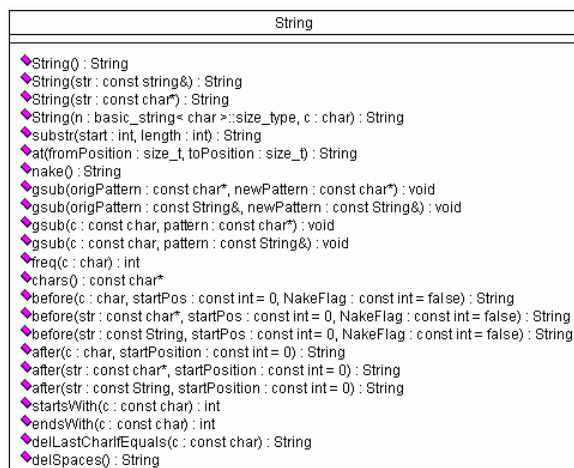 String
String() : String
String(str : const string&) : String
String(str : const char*) : String
String(n : basic_string< char >::size_type, c : char) : String
substr(start : int, length : int) : String
at(fromPosition : size_t, toPosition : size_t) : String
nake() : String
gsub(origPattern : const char*, newPattern : const char*) : void
gsub(origPattern : const String&, newPattern : const String&) : void
gsub(c : const char, pattern : const char*) : void
gsub(c : const char, pattern : const String&) : void
freq(c : char) : int
chars() : const char*
before(c : char, startPos : const int = 0, NakeFlag : const int = false) : String
before(str : const char*, startPos : const int = 0, NakeFlag : const int = false) : String
before(str : const String, startPos : const int = 0, NakeFlag : const int = false) : String
after(c : char, startPosition : const int = 0) : String
after(str : const char*, startPosition : const int = 0) : String
after(str : const String, startPosition : const int = 0) : String
startsWith(c : const char) : int
endsWith(c : const char) : int
delLastCharIfEquals(c : const char) : String
delSpaces() : String